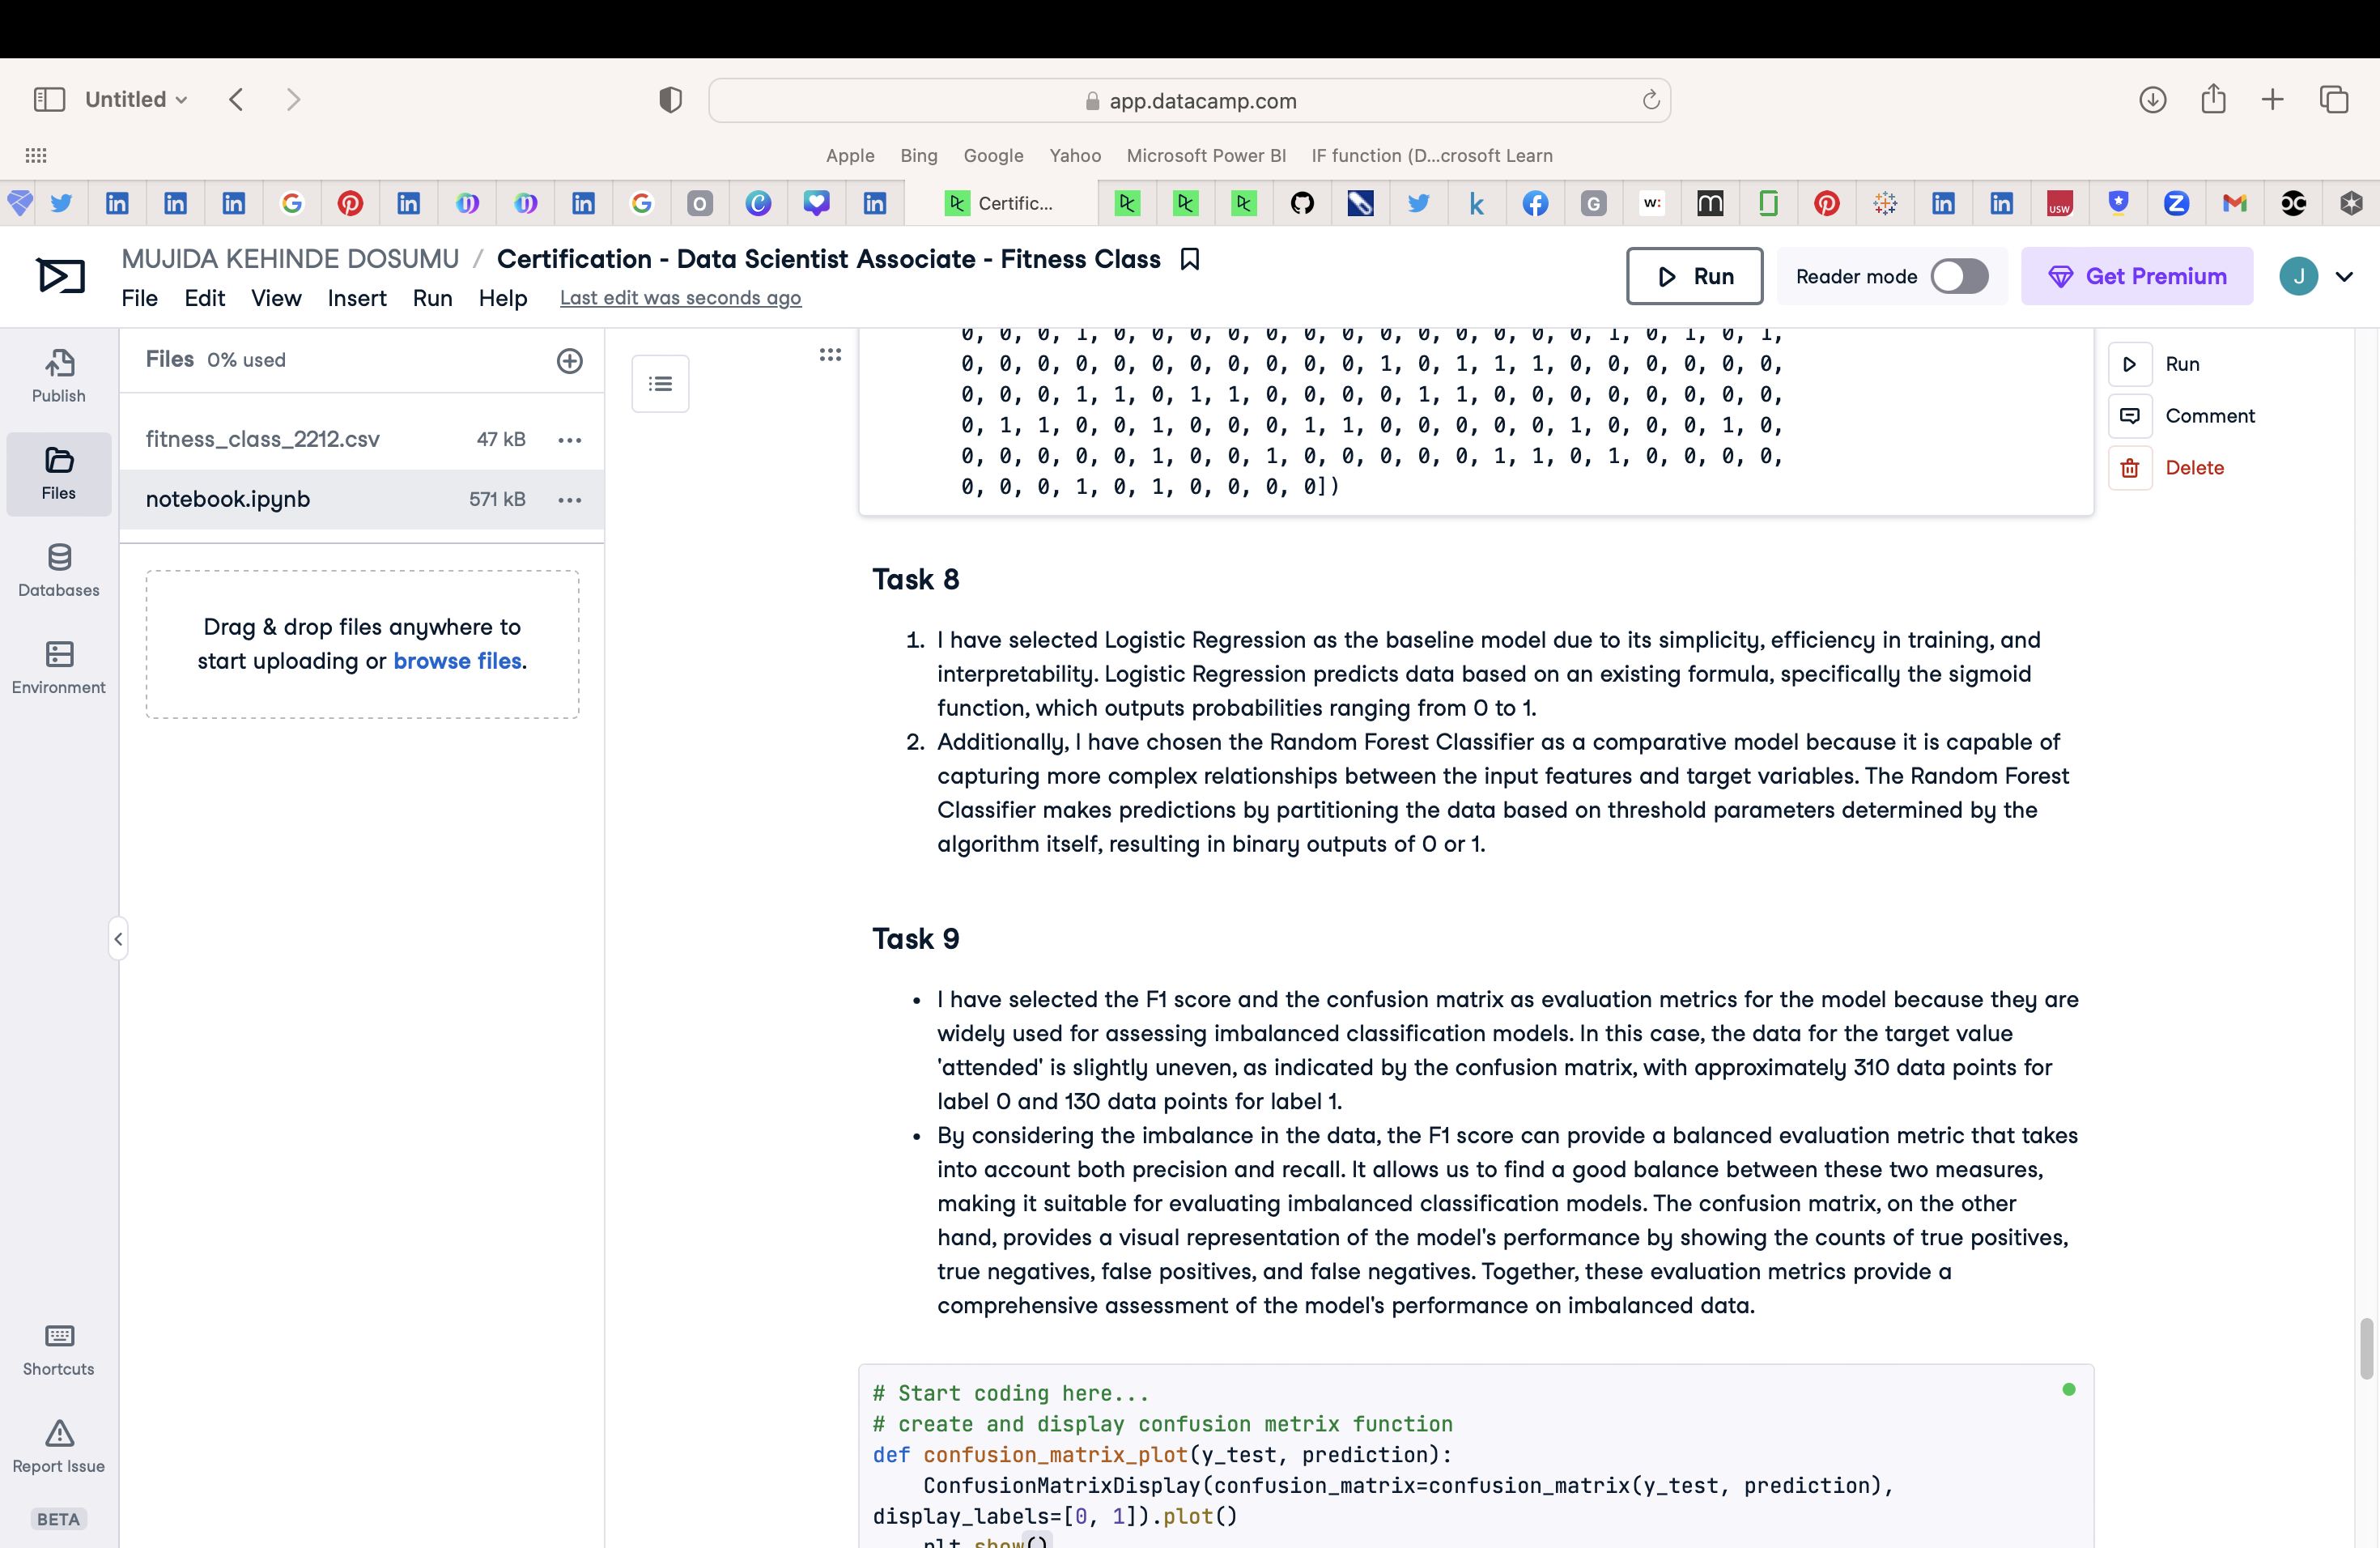 Untitled
app.datacamp.com
Apple Bing Google Yahoo Microsoft Power BI IF function (D...crosoft Learn
Certific...
MUJIDA KEHINDE DOSUMU / Certification - Data Scientist Associate - Fitness Class
File Edit View Insert Run Help Last edit was seconds ago
Run
Reader mode
Get Premium
J
Publish
Files
Databases
Environment
Shortcuts
Report Issue
BETA
Files 0% used
fitness_class_2212.csv 47 kB
notebook.ipynb 571 kB
Drag & drop files anywhere to
start uploading or browse files.
0, 0, 0, 1, 0, 0, 0, 0, 0, 0, 0, 0, 0, 0, 0, 0, 0, 1, 0, 1, 0, 1,
0, 0, 0, 0, 0, 0, 0, 0, 0, 0, 0, 1, 0, 1, 1, 1, 0, 0, 0, 0, 0, 0,
0, 0, 0, 1, 1, 0, 1, 1, 0, 0, 0, 0, 1, 1, 0, 0, 0, 0, 0, 0, 0, 0,
0, 1, 1, 0, 0, 1, 0, 0, 0, 1, 1, 0, 0, 0, 0, 0, 1, 0, 0, 0, 1, 0,
0, 0, 0, 0, 0, 1, 0, 0, 1, 0, 0, 0, 0, 0, 1, 1, 0, 1, 0, 0, 0, 0,
0, 0, 0, 1, 0, 1, 0, 0, 0, 0])
Run
Comment
Delete
Task 8
1. I have selected Logistic Regression as the baseline model due to its simplicity, efficiency in training, and
interpretability. Logistic Regression predicts data based on an existing formula, specifically the sigmoid
function, which outputs probabilities ranging from 0 to 1.
2. Additionally, I have chosen the Random Forest Classifier as a comparative model because it is capable of
capturing more complex relationships between the input features and target variables. The Random Forest
Classifier makes predictions by partitioning the data based on threshold parameters determined by the
algorithm itself, resulting in binary outputs of 0 or 1.
Task 9
• I have selected the F1 score and the confusion matrix as evaluation metrics for the model because they are
widely used for assessing imbalanced classification models. In this case, the data for the target value
'attended' is slightly uneven, as indicated by the confusion matrix, with approximately 310 data points for
label 0 and 130 data points for label 1.
• By considering the imbalance in the data, the F1 score can provide a balanced evaluation metric that takes
into account both precision and recall. It allows us to find a good balance between these two measures,
making it suitable for evaluating imbalanced classification models. The confusion matrix, on the other
hand, provides a visual representation of the model's performance by showing the counts of true positives,
true negatives, false positives, and false negatives. Together, these evaluation metrics provide a
comprehensive assessment of the model's performance on imbalanced data.
# Start coding here...
# create and display confusion metrix function
def confusion_matrix_plot(y_test, prediction):
ConfusionMatrixDisplay(confusion_matrix=confusion_matrix(y_test, prediction),
display_labels=[0, 1]).plot()
plt.show()